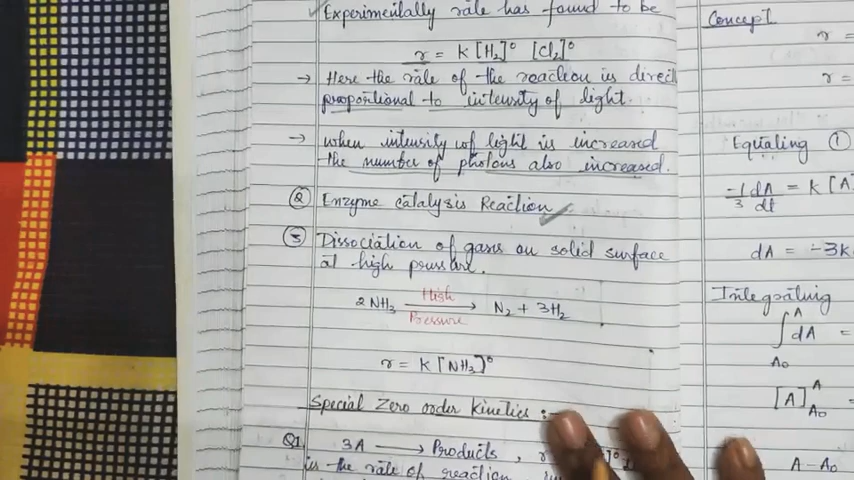 Experimentally rate has found to be
r = K [H₂]⁰ [Cl₂]⁰
→ Here the rate of the reaction is direct
proportional to intensity of light.
→ when intensity of light is increased
the number of photons also increased.
② Enzyme catalysis Reaction
③ Dissociation of gases on solid surface
at high pressure.
2NH₃ High Pressure → N₂ + 3H₂
r = K [NH₃]⁰
Special Zero order Kinetics :-
Q1 3A → Products, r
is the rate of reaction
Concept
r =
r =
Equaling ①
-1/3 dA/dt = K [A]
dA = -3K
Integrating
∫ A A₀ dA =
[A] A A₀ =
A - A₀